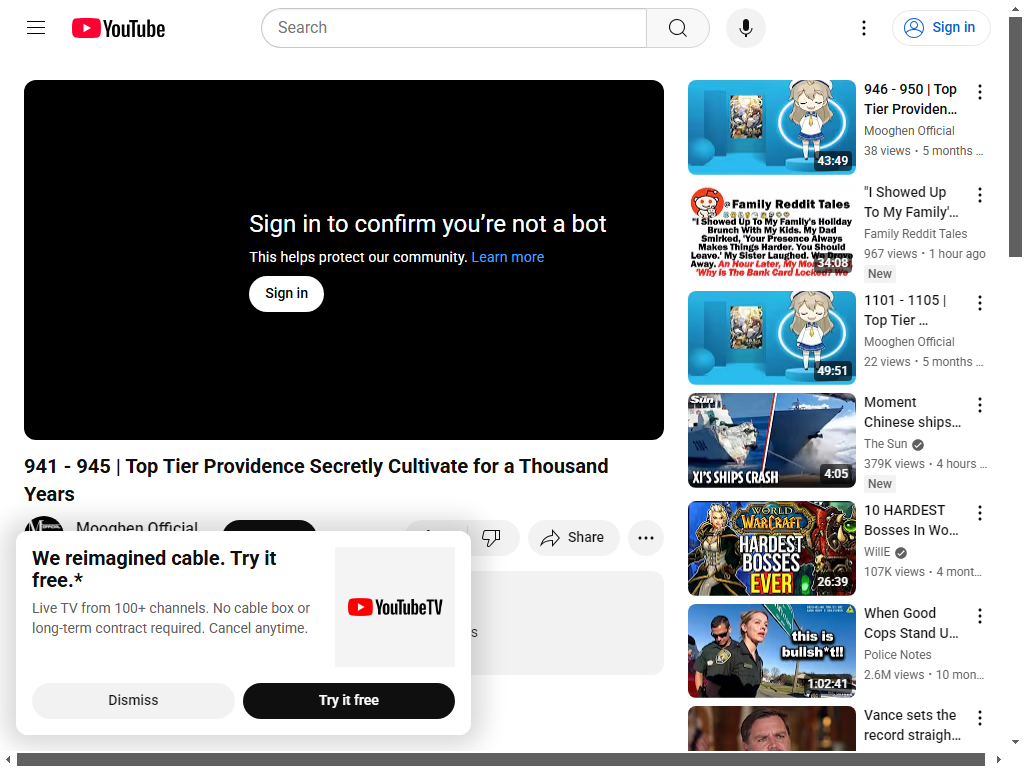 YouTube
Search
Sign in
Sign in to confirm you're not a bot
This helps protect our community. Learn more
Sign in
941 - 945 | Top Tier Providence Secretly Cultivate for a Thousand
Years
Mooghen Official
Share
We reimagined cable. Try it
free.*
Live TV from 100+ channels. No cable box or
long-term contract required. Cancel anytime.
YouTubeTV
Dismiss
Try it free
43:49
946 - 950 | Top
Tier Providen...
Mooghen Official
38 views • 5 months ...
Family Reddit Tales
"I Showed Up To My Family's Holiday
Brunch With My Kids. My Dad
Smirked, 'Your Presence Always
Makes Things Harder. You Should
Leave.' My Sister Laughed. We Drove
Away. An Hour Later, My
'Why Is The Bank Card Locked?'
34:08
"I Showed Up
To My Family'...
Family Reddit Tales
967 views • 1 hour ago
New
49:51
1101 - 1105 |
Top Tier ...
Mooghen Official
22 views • 5 months ...
Sun
XI'S SHIPS CRASH
4:05
Moment
Chinese ships...
The Sun
379K views • 4 hours ...
New
WORLD
WARCRAFT
HARDEST
BOSSES
EVER
26:39
10 HARDEST
Bosses In Wo...
WillE
107K views • 4 mont...
this is
bullsh*t!!
1:02:41
When Good
Cops Stand U...
Police Notes
2.6M views • 10 mon...
Vance sets the
record straigh...